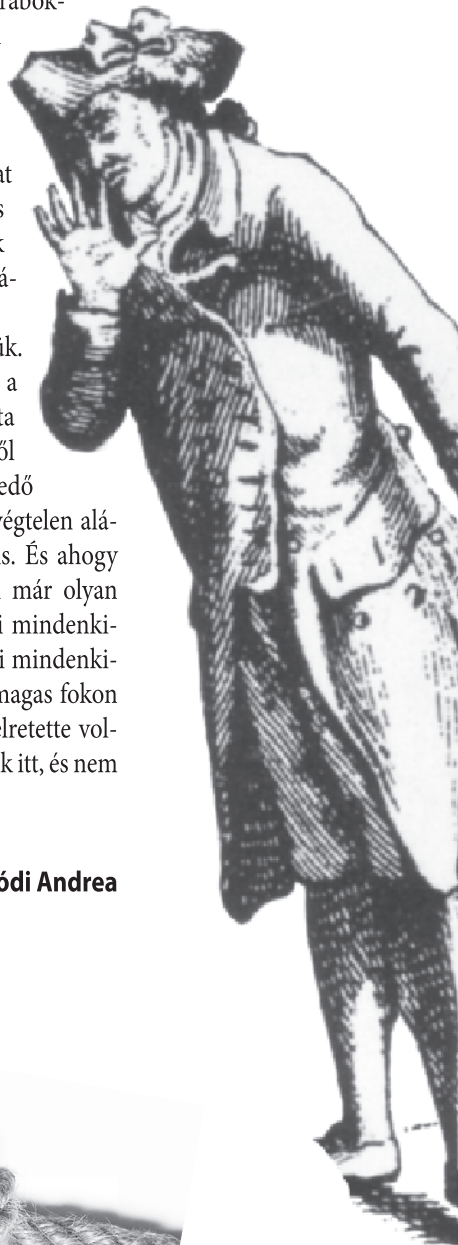 rabok-
at
s
k
á-
ük.
a
ta
ől
edő
végtelen alá-
s. És ahogy
már olyan
i mindenki-
i mindenki-
magas fokon
elretette vol-
k itt, és nem
ódi Andrea